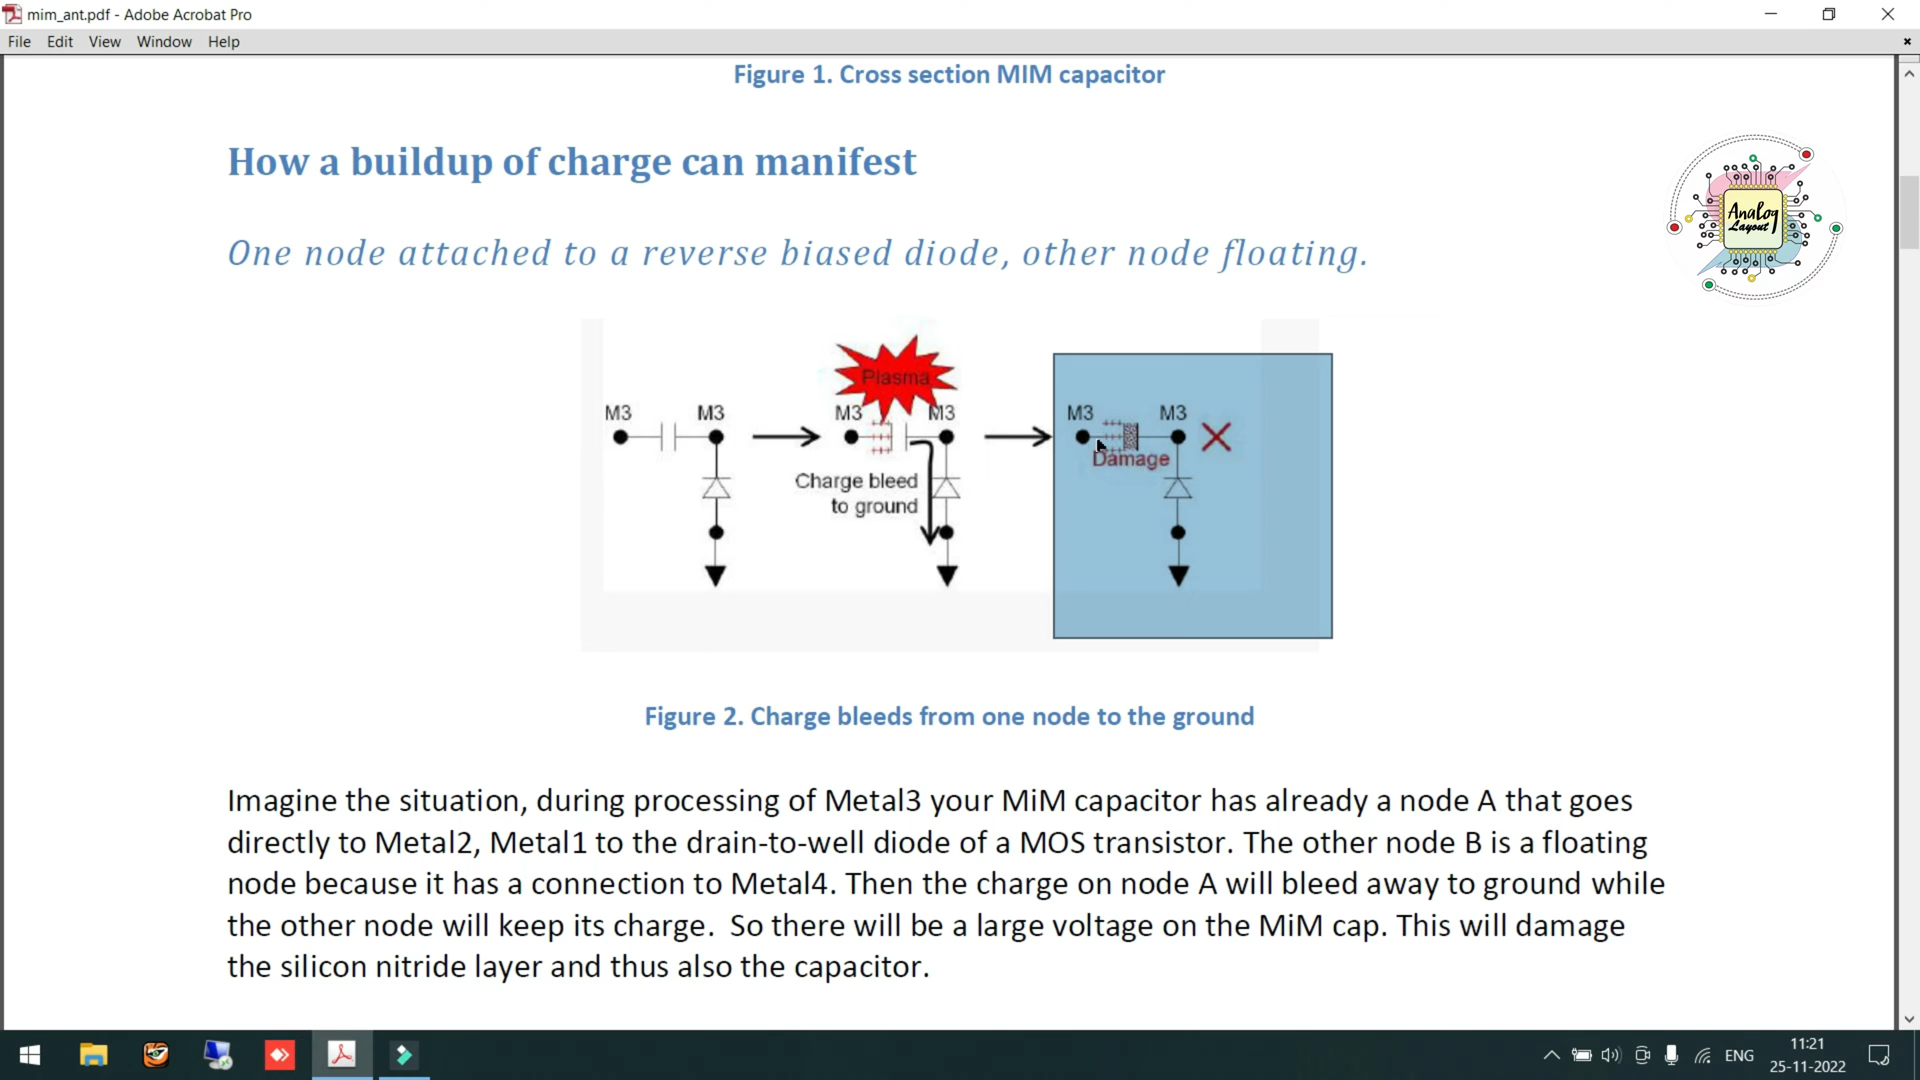 mim_ant.pdf - Adobe Acrobat Pro
File Edit View Window Help
Figure 1. Cross section MIM capacitor
How a buildup of charge can manifest
Analog
Layout
One node attached to a reverse biased diode, other node floating.
Plasma
M3 M3 M3 M3 M3 M3
Damage
Charge bleed
to ground
Figure 2. Charge bleeds from one node to the ground
Imagine the situation, during processing of Metal3 your MiM capacitor has already a node A that goes
directly to Metal2, Metal1 to the drain-to-well diode of a MOS transistor. The other node B is a floating
node because it has a connection to Metal4. Then the charge on node A will bleed away to ground while
the other node will keep its charge.  So there will be a large voltage on the MiM cap. This will damage
the silicon nitride layer and thus also the capacitor.
ENG
11:21
25-11-2022